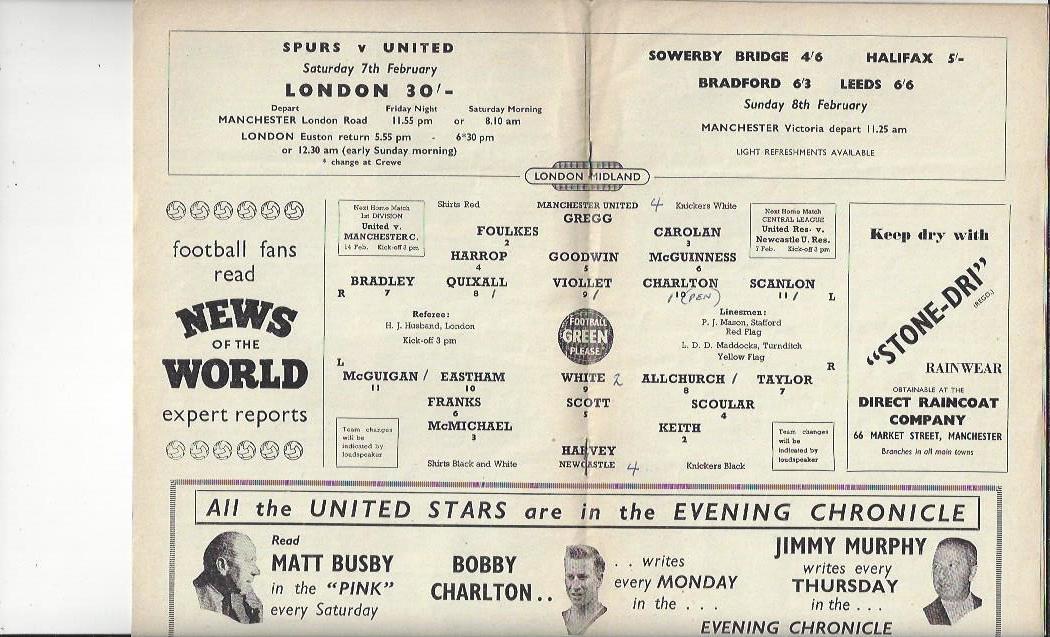 SPURS v UNITED
Saturday 7th February
LONDON 30/-
Depart Friday Night Saturday Morning
MANCHESTER London Road 11.55 pm or 8.10 am
LONDON Euston return 5.55 pm - 6*30 pm
or 12.30 am (early Sunday morning)
* change at Crewe
SOWERBY BRIDGE 4/6 HALIFAX 5/-
BRADFORD 6/3 LEEDS 6/6
Sunday 8th February
MANCHESTER Victoria depart 11.25 am
LIGHT REFRESHMENTS AVAILABLE
LONDON MIDLAND
football fans
read
NEWS
OF THE
WORLD
expert reports
Next Home Match
1st DIVISION
United v.
MANCHESTER C.
14 Feb. Kick-off 3 pm
Shirts Red
MANCHESTER UNITED 4
Knickers White
Next Home Match
CENTRAL LEAGUE
United Res. v.
Newcastle U. Res.
7 Feb. Kick-off 3 pm
GREGG
FOULKES CAROLAN
2 3
HARROP GOODWIN McGUINNESS
4 5 6
BRADLEY QUIXALL VIOLLET CHARLTON SCANLON
R 7 8 / 9 / / 10 (PEN) 11 / L
Referee:
H. J. Husband, London
Kick-off 3 pm
FOOTBALL
GREEN
PLEASE
Linesmen:
P. J. Mason, Stafford
Red Flag
L. D. D. Maddocks, Turnditch
Yellow Flag
L R
McGUIGAN / EASTHAM WHITE 2 ALLCHURCH / TAYLOR
11 10 9 8 7
FRANKS SCOTT SCOULAR
6 5 4
McMICHAEL KEITH
3 2
HARVEY
Team changes
will be
indicated by
loudspeaker
Shirts Black and White
NEWCASTLE 4
Knickers Black
Team changes
will be
indicated by
loudspeaker
Keep dry with
"STONE-DRI"
(REGD.)
RAINWEAR
OBTAINABLE AT THE
DIRECT RAINCOAT
COMPANY
66 MARKET STREET, MANCHESTER
Branches in all main towns
All the UNITED STARS are in the EVENING CHRONICLE
Read
MATT BUSBY
in the "PINK"
every Saturday
BOBBY
CHARLTON . .
. . writes
every MONDAY
in the . . .
JIMMY MURPHY
writes every
THURSDAY
in the . . .
EVENING CHRONICLE